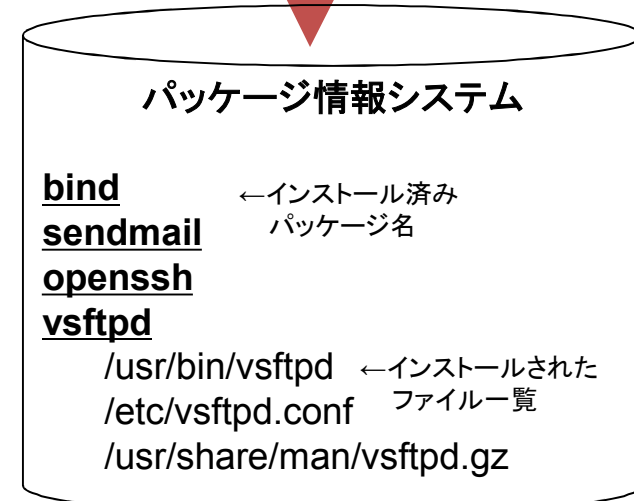 パッケージ情報システム
bind
←インストール済み
パッケージ名
sendmail
openssh
vsftpd
/usr/bin/vsftpd
←インストールされた
ファイル一覧
/etc/vsftpd.conf
/usr/share/man/vsftpd.gz